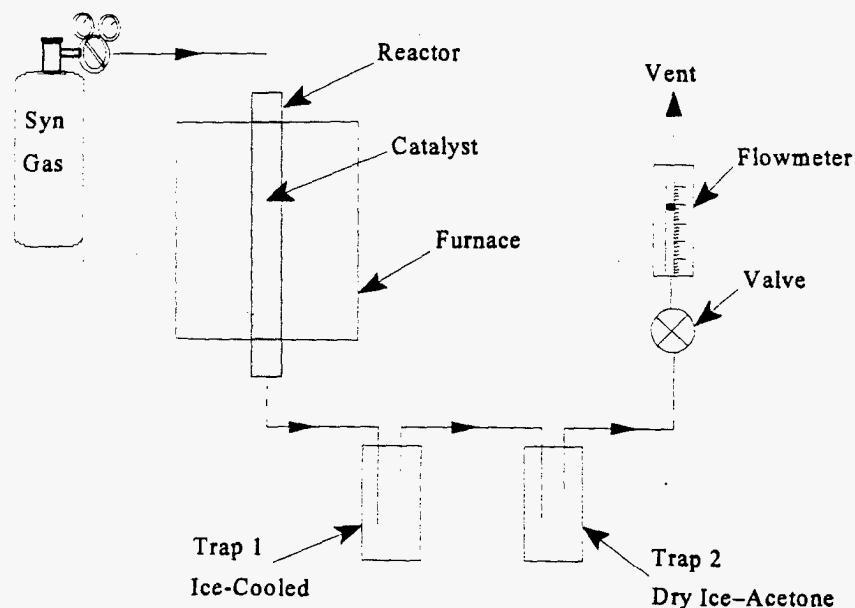 Syn
Gas
Reactor
Catalyst
Furnace
Vent
Flowmeter
Valve
Trap 1
Ice-Cooled
Trap 2
Dry Ice–Acetone